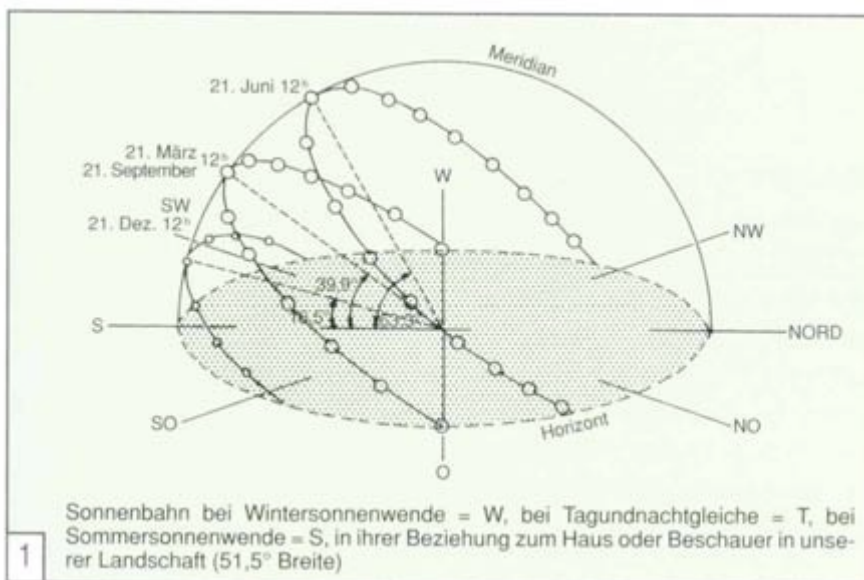 Meridian
21. Juni 12ʰ
21. März 12ʰ
21. September
SW
21. Dez. 12ʰ
W
NW
39,9°
63,3°
S
NORD
SO
Horizont
NO
O
1
Sonnenbahn bei Wintersonnenwende = W, bei Tagundnachtgleiche = T, bei
Sommersonnenwende = S, in ihrer Beziehung zum Haus oder Beschauer in unse-
rer Landschaft (51,5° Breite)